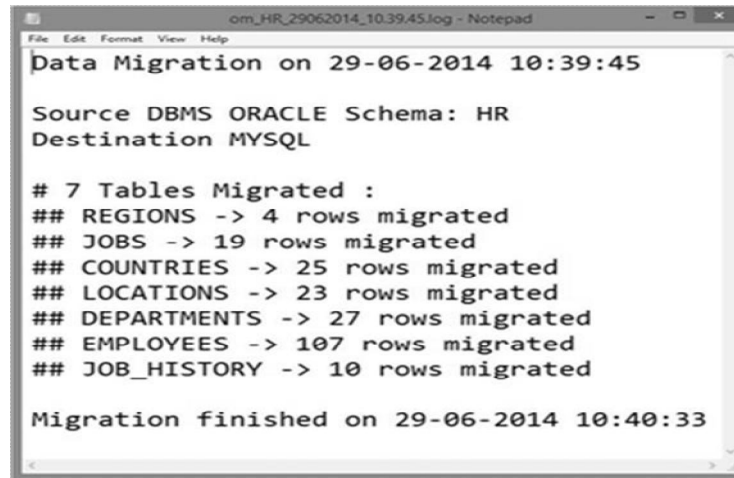 om_HR_29062014_10.39.45.log - Notepad
File Edit Format View Help
Data Migration on 29-06-2014 10:39:45
Source DBMS ORACLE Schema: HR
Destination MYSQL
# 7 Tables Migrated :
## REGIONS -> 4 rows migrated
## JOBS -> 19 rows migrated
## COUNTRIES -> 25 rows migrated
## LOCATIONS -> 23 rows migrated
## DEPARTMENTS -> 27 rows migrated
## EMPLOYEES -> 107 rows migrated
## JOB_HISTORY -> 10 rows migrated
Migration finished on 29-06-2014 10:40:33